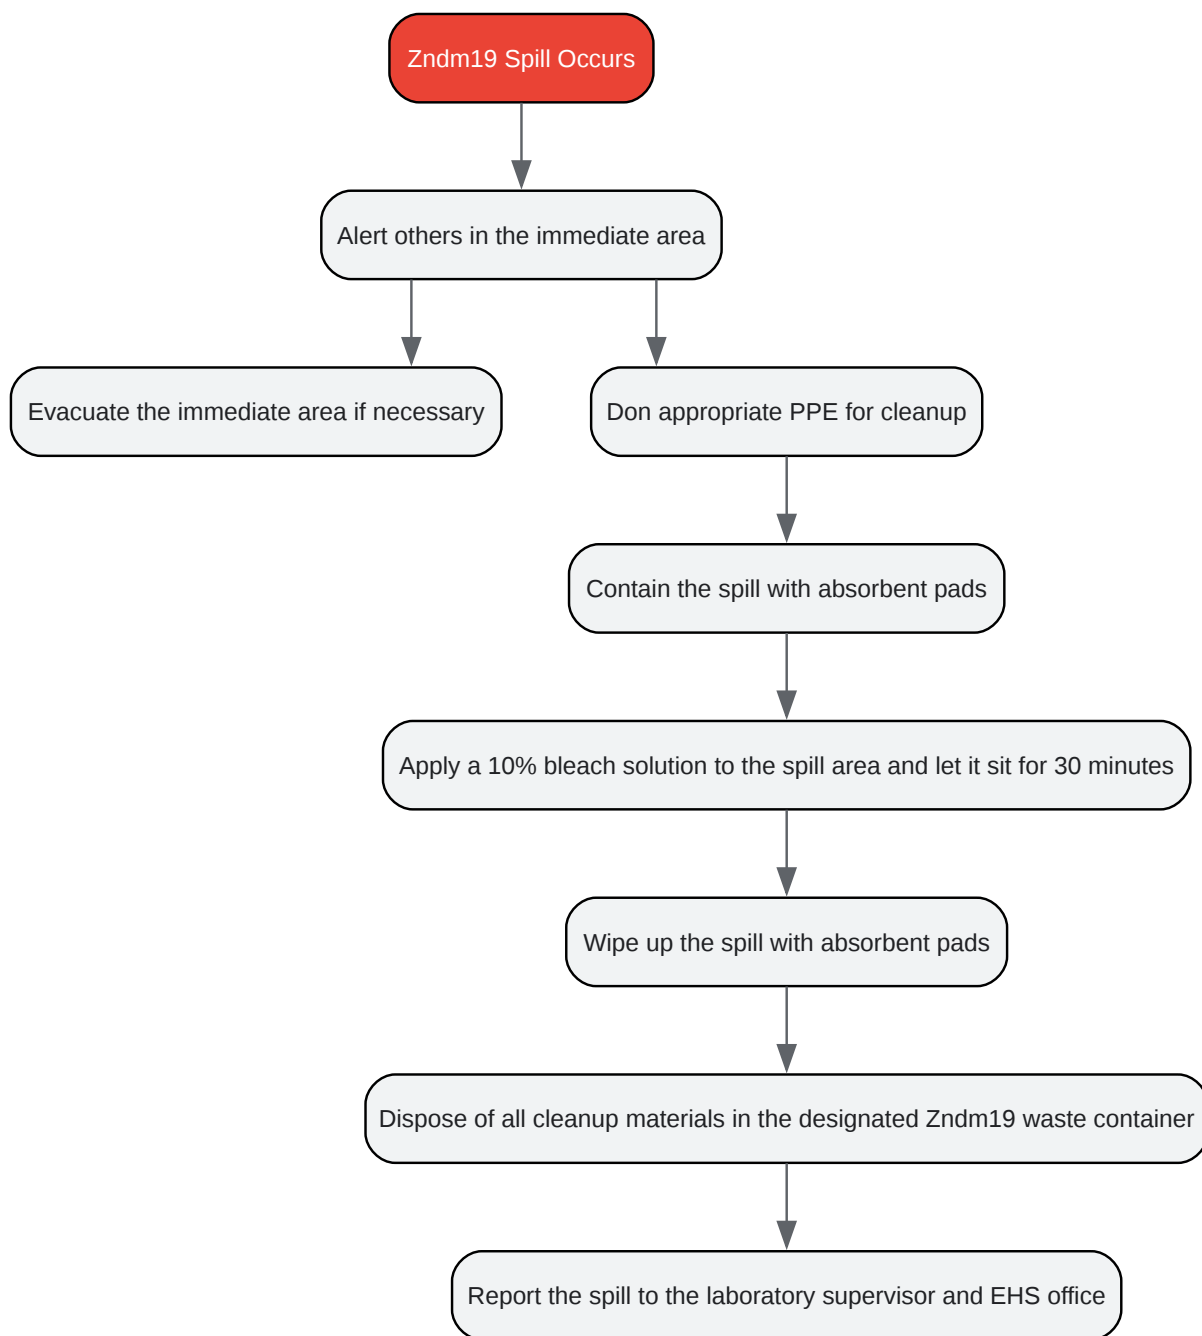 Zndm19 Spill Occurs
Alert others in the immediate area
Evacuate the immediate area if necessary
Don appropriate PPE for cleanup
Contain the spill with absorbent pads
Apply a 10% bleach solution to the spill area and let it sit for 30 minutes
Wipe up the spill with absorbent pads
Dispose of all cleanup materials in the designated Zndm19 waste container
Report the spill to the laboratory supervisor and EHS office